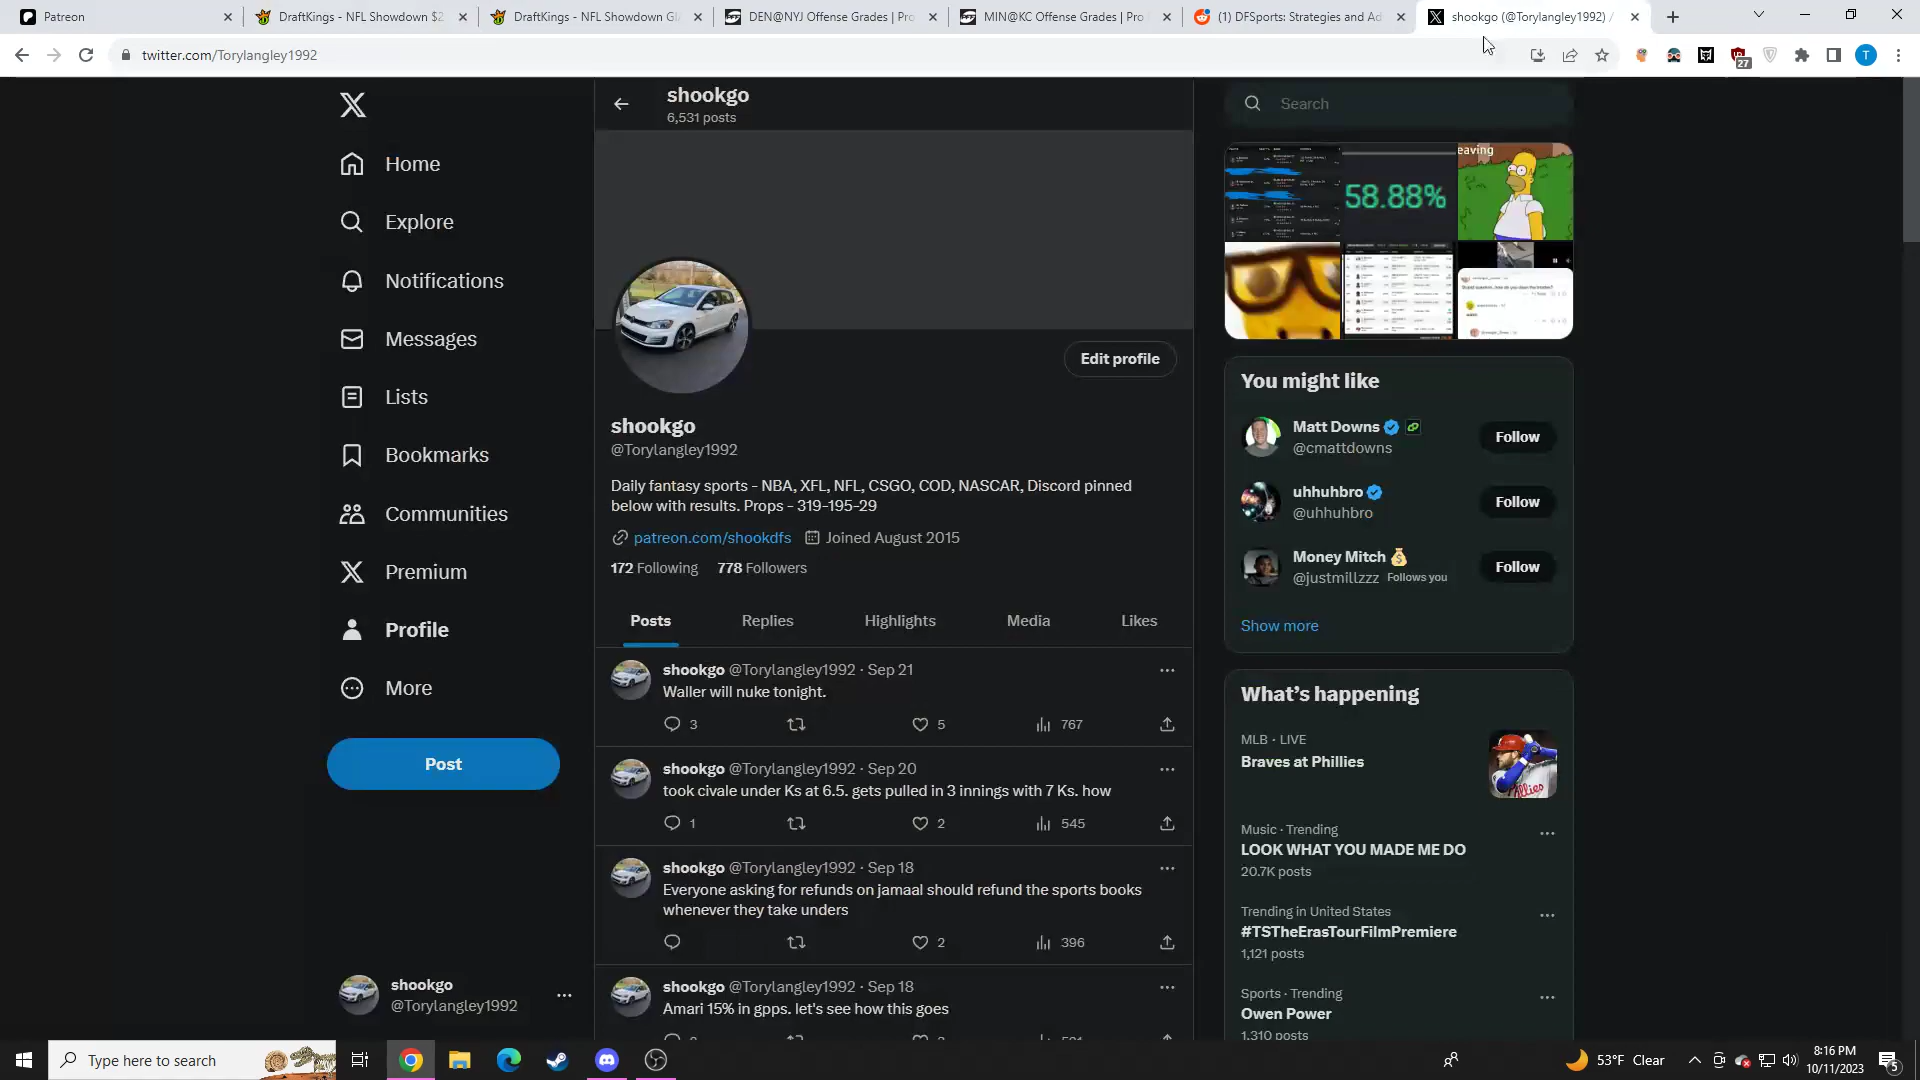 Patreon
DraftKings - NFL Showdown $2
DraftKings - NFL Showdown
DEN@NYJ Offense Grades | Pro
MIN@KC Offense Grades | Pro
(1) DFSports: Strategies and Ad
shookgo (@Torylangley1992) /
twitter.com/Torylangley1992
27
T
Home
Explore
Notifications
Messages
Lists
Bookmarks
Communities
Premium
Profile
More
Post
shookgo
@Torylangley1992
shookgo
6,531 posts
Edit profile
shookgo
@Torylangley1992
Daily fantasy sports - NBA, XFL, NFL, CSGO, COD, NASCAR, Discord pinned
below with results. Props - 319-195-29
patreon.com/shookdfs Joined August 2015
172 Following 778 Followers
Posts Replies Highlights Media Likes
shookgo @Torylangley1992 · Sep 21
Waller will nuke tonight.
3 5 767
shookgo @Torylangley1992 · Sep 20
took civale under Ks at 6.5. gets pulled in 3 innings with 7 Ks. how
1 2 545
shookgo @Torylangley1992 · Sep 18
Everyone asking for refunds on jamaal should refund the sports books
whenever they take unders
2 396
shookgo @Torylangley1992 · Sep 18
Amari 15% in gpps. let's see how this goes
Search
eaving
58.88%
You might like
Matt Downs
@cmattdowns
Follow
uhhuhbro
@uhhuhbro
Follow
Money Mitch
@justmillzzz Follows you
Follow
Show more
What's happening
MLB · LIVE
Braves at Phillies
Phillies
Music · Trending
LOOK WHAT YOU MADE ME DO
20.7K posts
Trending in United States
#TSTheErasTourFilmPremiere
1,121 posts
Sports · Trending
Owen Power
1,310 posts
Type here to search
53°F Clear
8:16 PM
10/11/2023
5